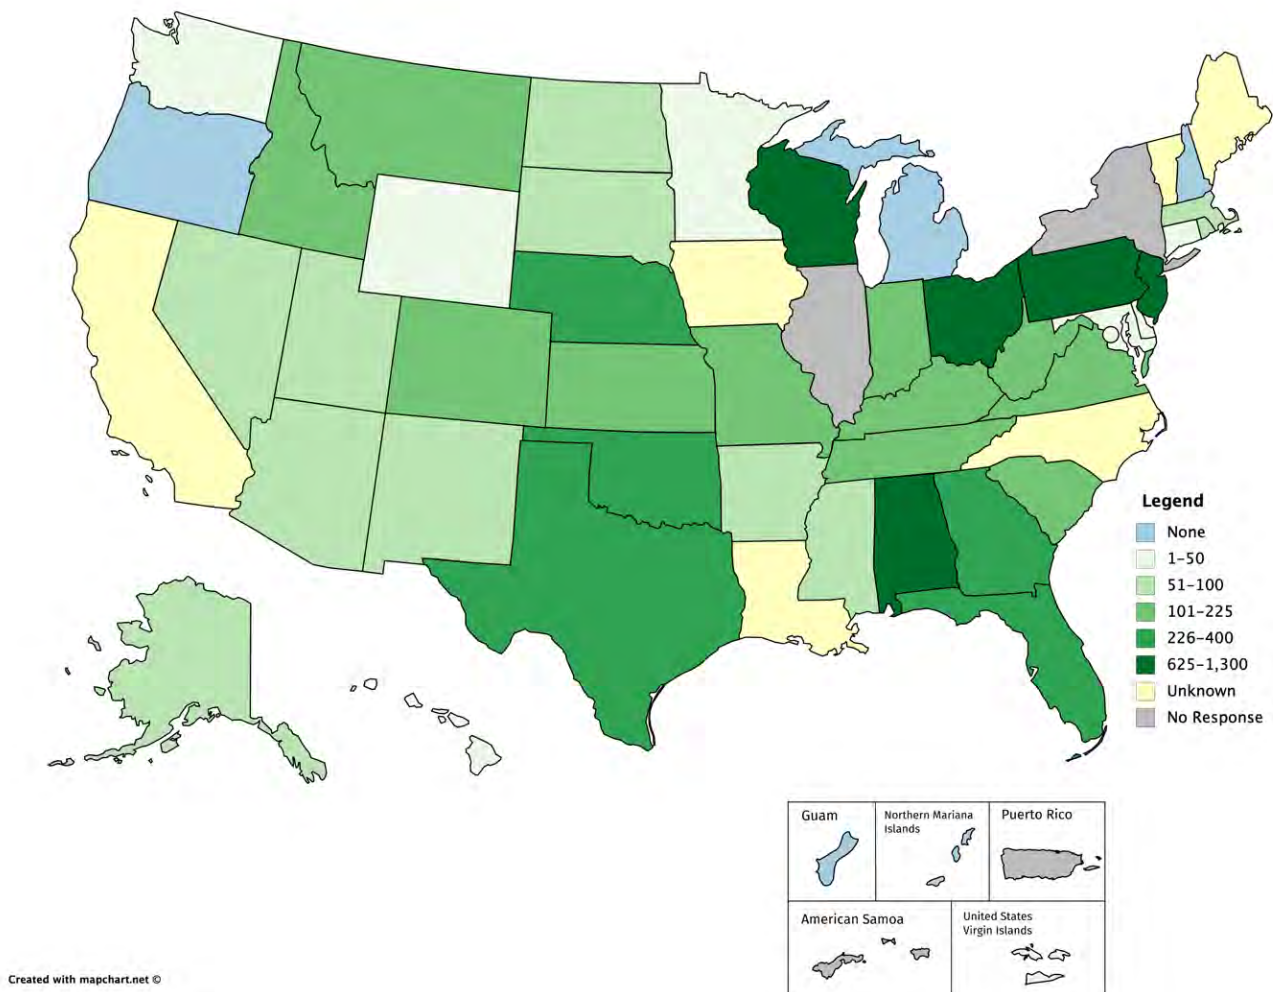 Legend
None
1–50
51–100
101–225
226–400
625–1,300
Unknown
No Response
Guam
Northern Mariana
Islands
Puerto Rico
American Samoa
United States
Virgin Islands
Created with mapchart.net ©